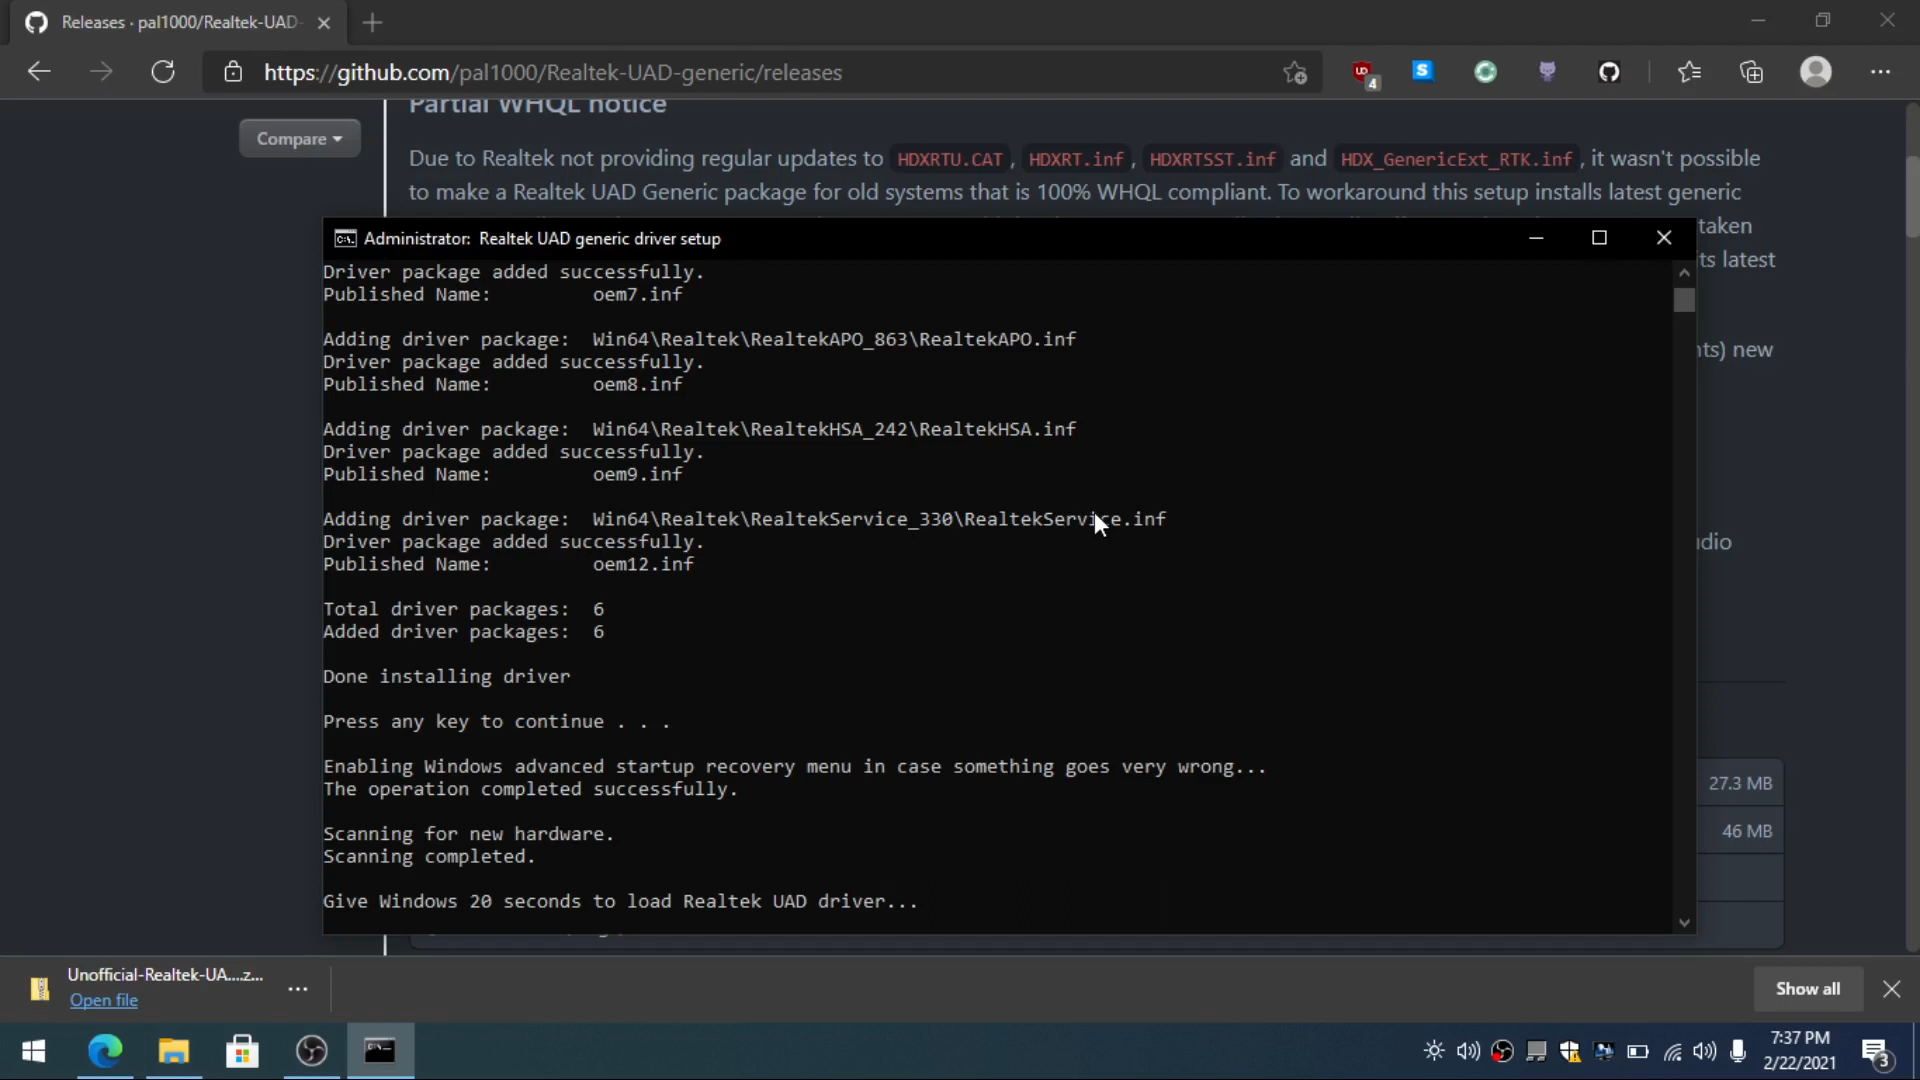 Releases · pal1000/Realtek-UAD-
https://github.com/pal1000/Realtek-UAD-generic/releases
4
Partial WHQL notice
Compare
Due to Realtek not providing regular updates to HDXRTU.CAT, HDXRT.inf, HDXRTSST.inf and HDX_GenericExt_RTK.inf, it wasn't possible
to make a Realtek UAD Generic package for old systems that is 100% WHQL compliant. To workaround this setup installs latest generic
taken
Administrator: Realtek UAD generic driver setup
Driver package added successfully.
Published Name: oem7.inf
Adding driver package: Win64\Realtek\RealtekAPO_863\RealtekAPO.inf
Driver package added successfully.
Published Name: oem8.inf
Adding driver package: Win64\Realtek\RealtekHSA_242\RealtekHSA.inf
Driver package added successfully.
Published Name: oem9.inf
Adding driver package: Win64\Realtek\RealtekService_330\RealtekService.inf
Driver package added successfully.
Published Name: oem12.inf
Total driver packages: 6
Added driver packages: 6
Done installing driver
Press any key to continue . . .
Enabling Windows advanced startup recovery menu in case something goes very wrong...
The operation completed successfully.
Scanning for new hardware.
Scanning completed.
Give Windows 20 seconds to load Realtek UAD driver...
ts latest
nts) new
dio
27.3 MB
46 MB
Unofficial-Realtek-UA....z...
Open file
Show all
7:37 PM
2/22/2021
3